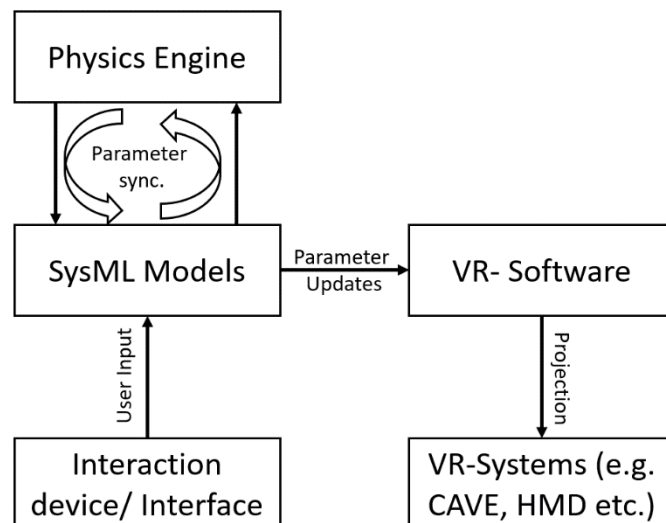 Physics Engine
Parameter
sync.
SysML Models
Parameter
Updates
VR- Software
User Input
Projection
Interaction
device/ Interface
VR-Systems (e.g.
CAVE, HMD etc.)